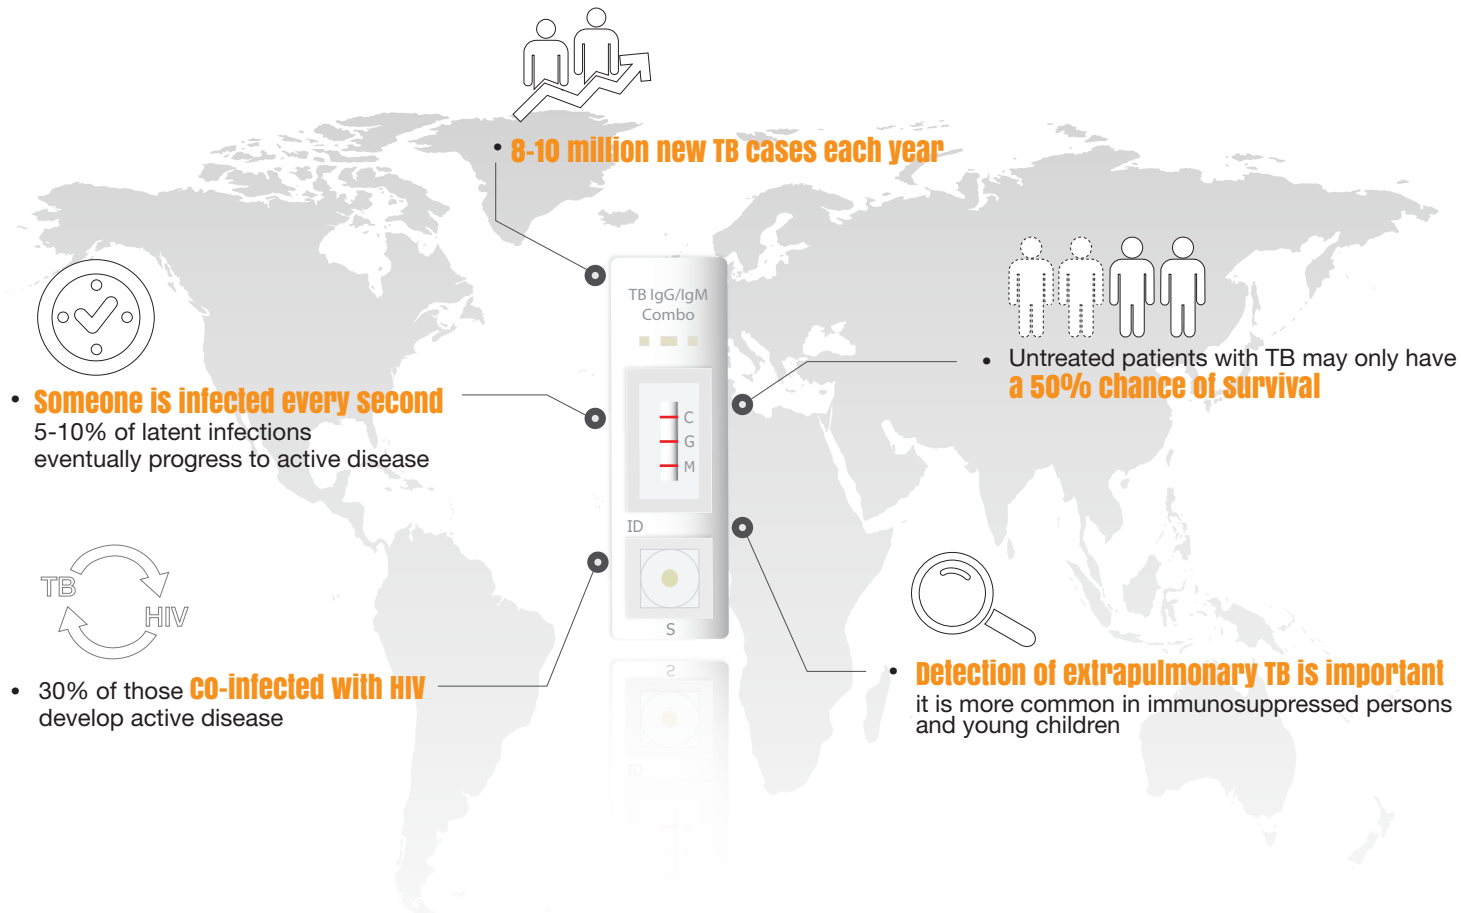 • 8-10 million new TB cases each year
TB IgG/IgM
Combo
C
G
M
ID
S
S
ID
• Someone is infected every second
5-10% of latent infections
eventually progress to active disease
• Untreated patients with TB may only have
a 50% chance of survival
TB
HIV
• 30% of those co-infected with HIV
develop active disease
• Detection of extrapulmonary TB is important
it is more common in immunosuppressed persons
and young children